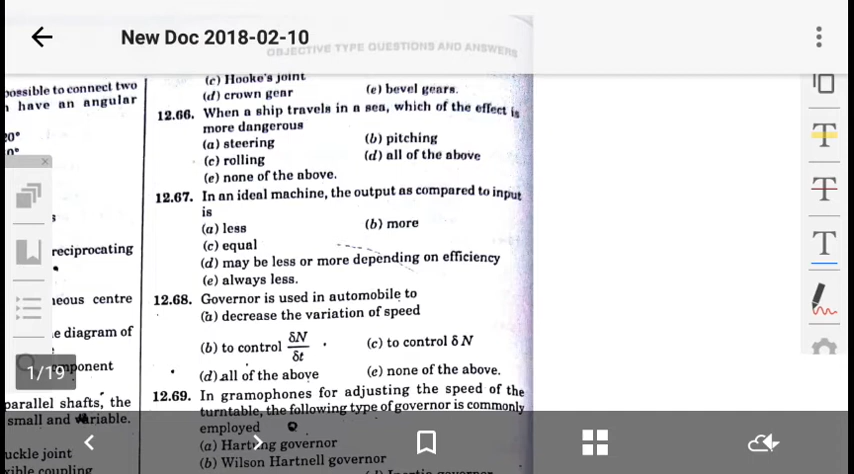 New Doc 2018-02-10
OBJECTIVE TYPE QUESTIONS AND ANSWERS
possible to connect two
have an angular
20°
0°
reciprocating
neous centre
e diagram of
mponent
parallel shafts, the
small and variable.
uckle joint
xible coupling
(c) Hooke's joint
(d) crown gear (e) bevel gears.
12.66. When a ship travels in a sea, which of the effect is
more dangerous
(a) steering (b) pitching
(c) rolling (d) all of the above
(e) none of the above.
12.67. In an ideal machine, the output as compared to input
is
(a) less (b) more
(c) equal
(d) may be less or more depending on efficiency
(e) always less.
12.68. Governor is used in automobile to
(a) decrease the variation of speed
(b) to control δN/δt (c) to control δN
(d) all of the above (e) none of the above.
12.69. In gramophones for adjusting the speed of the
turntable, the following type of governor is commonly
employed
(a) Hartung governor
(b) Wilson Hartnell governor
1/19
T
T
T